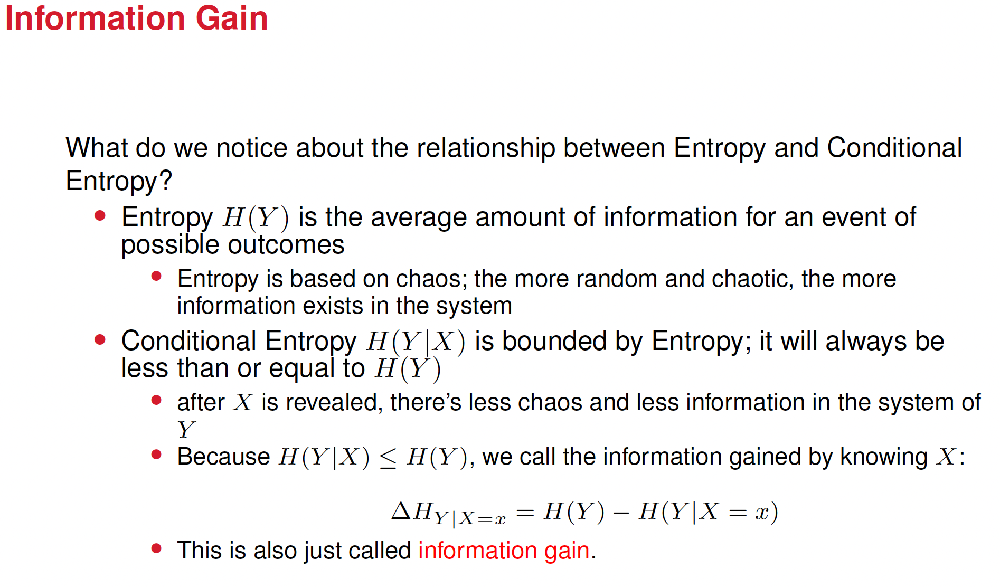 Information Gain
What do we notice about the relationship between Entropy and Conditional
Entropy?
• Entropy H(Y) is the average amount of information for an event of
possible outcomes
• Entropy is based on chaos; the more random and chaotic, the more
information exists in the system
• Conditional Entropy H(Y|X) is bounded by Entropy; it will always be
less than or equal to H(Y)
• after X is revealed, there's less chaos and less information in the system of
Y
• Because H(Y|X) ≤ H(Y), we call the information gained by knowing X:
ΔH_{Y|X=x} = H(Y) − H(Y|X = x)
• This is also just called information gain.